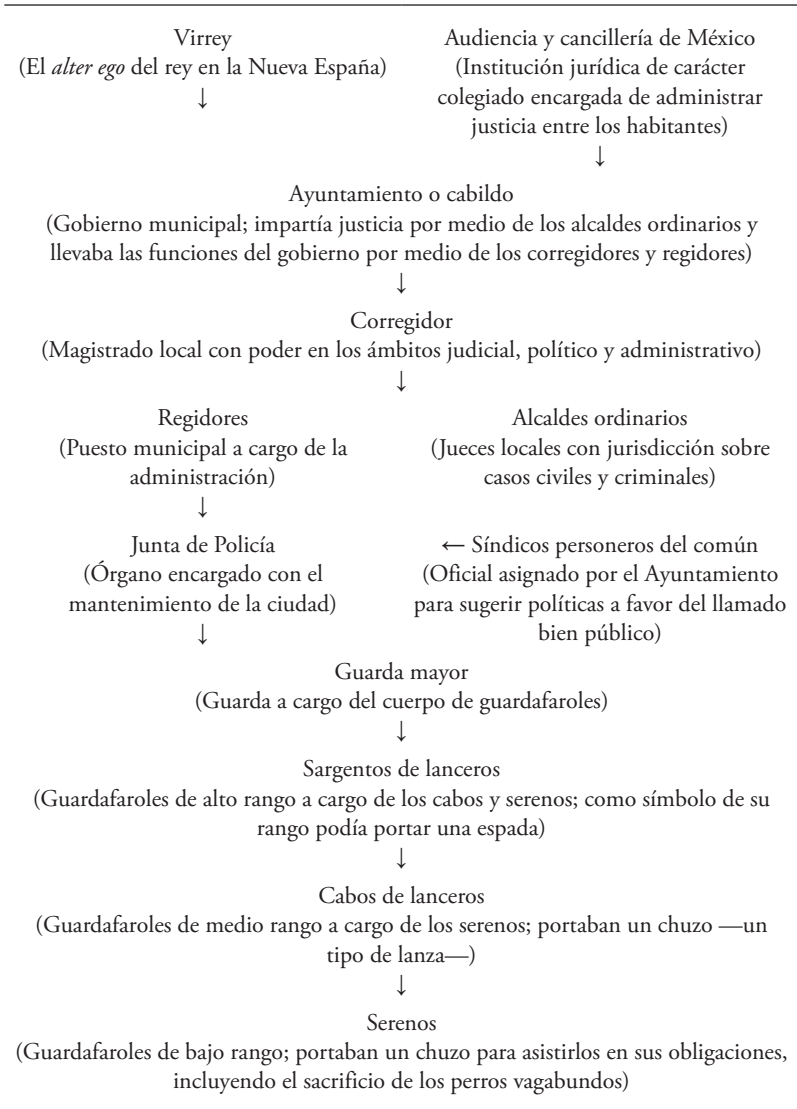 Virrey
(El alter ego del rey en la Nueva España)
↓
Audiencia y cancillería de México
(Institución jurídica de carácter
colegiado encargada de administrar
justicia entre los habitantes)
↓
Ayuntamiento o cabildo
(Gobierno municipal; impartía justicia por medio de los alcaldes ordinarios y
llevaba las funciones del gobierno por medio de los corregidores y regidores)
↓
Corregidor
(Magistrado local con poder en los ámbitos judicial, político y administrativo)
↓
Regidores
(Puesto municipal a cargo de la
administración)
↓
Alcaldes ordinarios
(Jueces locales con jurisdicción sobre
casos civiles y criminales)
Junta de Policía
(Órgano encargado con el
mantenimiento de la ciudad)
↓
← Síndicos personeros del común
(Oficial asignado por el Ayuntamiento
para sugerir políticas a favor del llamado
bien público)
Guarda mayor
(Guarda a cargo del cuerpo de guardafaroles)
↓
Sargentos de lanceros
(Guardafaroles de alto rango a cargo de los cabos y serenos; como símbolo de su
rango podía portar una espada)
↓
Cabos de lanceros
(Guardafaroles de medio rango a cargo de los serenos; portaban un chuzo —un
tipo de lanza—)
↓
Serenos
(Guardafaroles de bajo rango; portaban un chuzo para asistirlos en sus obligaciones,
incluyendo el sacrificio de los perros vagabundos)